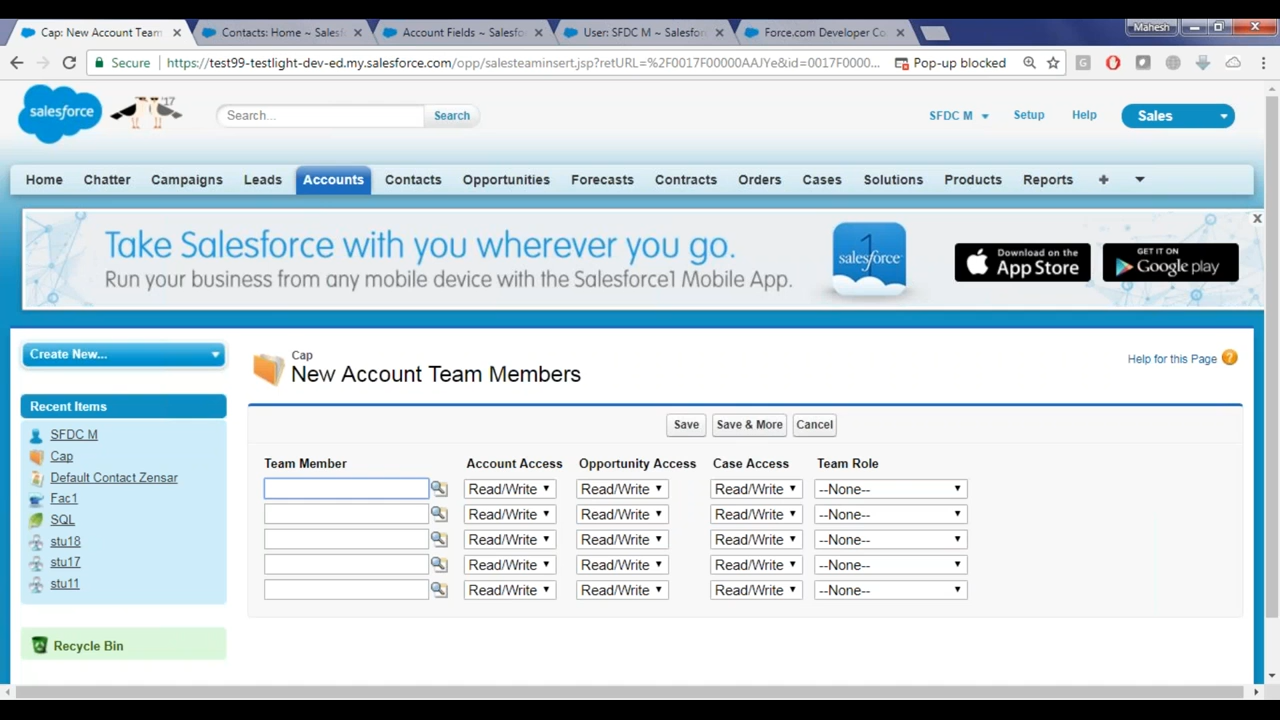 Cap: New Account Team
Contacts: Home ~ Salesf
Account Fields ~ Salesfo
User: SFDC M ~ Salesfor
Force.com Developer Co
Mahesh
Secure
https://test99-testlight-dev-ed.my.salesforce.com/opp/salesteaminsert.jsp?retURL=%2F0017F00000AAJYe&id=0017F0000...
Pop-up blocked
salesforce
'17
Search...
Search
SFDC M
Setup
Help
Sales
Home
Chatter
Campaigns
Leads
Accounts
Contacts
Opportunities
Forecasts
Contracts
Orders
Cases
Solutions
Products
Reports
+
Take Salesforce with you wherever you go.
Run your business from any mobile device with the Salesforce1 Mobile App.
salesforce
1
Download on the
App Store
GET IT ON
Google play
x
Create New...
Recent Items
SFDC M
Cap
Default Contact Zensar
Fac1
SQL
stu18
stu17
stu11
Recycle Bin
Cap
New Account Team Members
Help for this Page ?
Save
Save & More
Cancel
Team Member Account Access Opportunity Access Case Access Team Role
Read/Write Read/Write Read/Write --None--
Read/Write Read/Write Read/Write --None--
Read/Write Read/Write Read/Write --None--
Read/Write Read/Write Read/Write --None--
Read/Write Read/Write Read/Write --None--